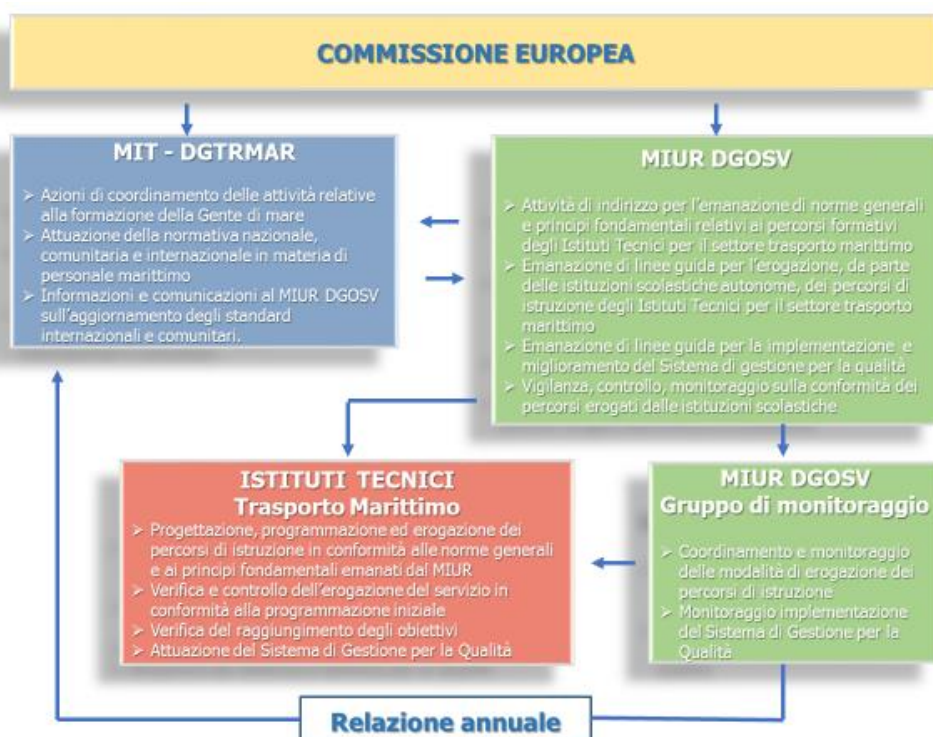 COMMISSIONE EUROPEA
MIT - DGTRMAR
➢ Azioni di coordinamento delle attività relative
alla formazione della Gente di mare
➢ Attuazione della normativa nazionale,
comunitaria e internazionale in materia di
personale marittimo
➢ Informazioni e comunicazioni al MIUR DGOSV
sull'aggiornamento degli standard
internazionali e comunitari.
MIUR DGOSV
➢ Attività di indirizzo per l'emanazione di norme generali
e principi fondamentali relativi ai percorsi formativi
degli Istituti Tecnici per il settore trasporto marittimo
➢ Emanazione di linee guida per l'erogazione, da parte
delle istituzioni scolastiche autonome, dei percorsi di
istruzione degli Istituti Tecnici per il settore trasporto
marittimo
➢ Emanazione di linee guida per la implementazione e
miglioramento del Sistema di gestione per la qualità
➢ Vigilanza, controllo, monitoraggio sulla conformità dei
percorsi erogati dalle istituzioni scolastiche
ISTITUTI TECNICI
Trasporto Marittimo
➢ Progettazione, programmazione ed erogazione dei
percorsi di istruzione in conformità alle norme generali
e ai principi fondamentali emanati dal MIUR
➢ Verifica e controllo dell'erogazione del servizio in
conformità alla programmazione iniziale
➢ Verifica del raggiungimento degli obiettivi
➢ Attuazione del Sistema di Gestione per la Qualità
MIUR DGOSV
Gruppo di monitoraggio
➢ Coordinamento e monitoraggio
delle modalità di erogazione dei
percorsi di istruzione
➢ Monitoraggio implementazione
del Sistema di Gestione per la
Qualità
Relazione annuale